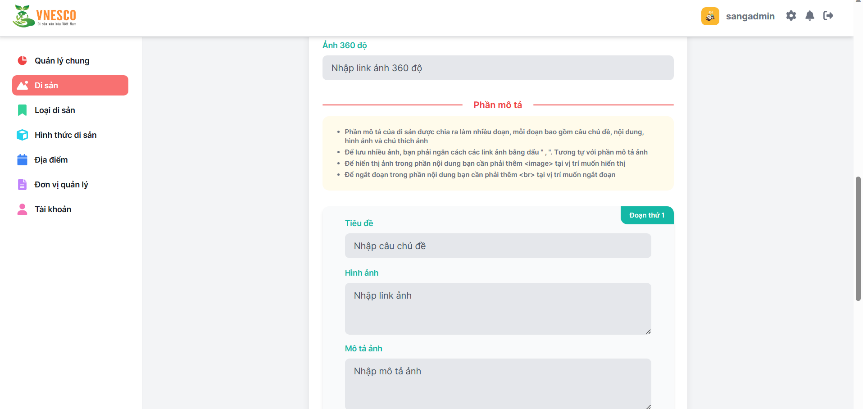 VNESCO
sangadmin
Quản lý chung
Di sản
Loại di sản
Hình thức di sản
Địa điểm
Đơn vị quản lý
Tài khoản
Ảnh 360 độ
Nhập link ảnh 360 độ
Phần mô tả
Phần mô tả của di sản được chia ra làm nhiều đoạn, mỗi đoạn bao gồm câu chủ đề, nội dung,
hình ảnh và chú thích ảnh
Để lưu nhiều ảnh, bạn phải ngăn cách các link ảnh bằng dấu " , ". Tương tự với phần mô tả ảnh
Để hiển thị ảnh trong phần nội dung bạn cần phải thêm <image> tại vị trí muốn hiển thị
Để ngắt đoạn trong phần nội dung bạn cần phải thêm <br> tại vị trí muốn ngắt đoạn
Đoạn thứ 1
Tiêu đề
Nhập câu chủ đề
Hình ảnh
Nhập link ảnh
Mô tả ảnh
Nhập mô tả ảnh